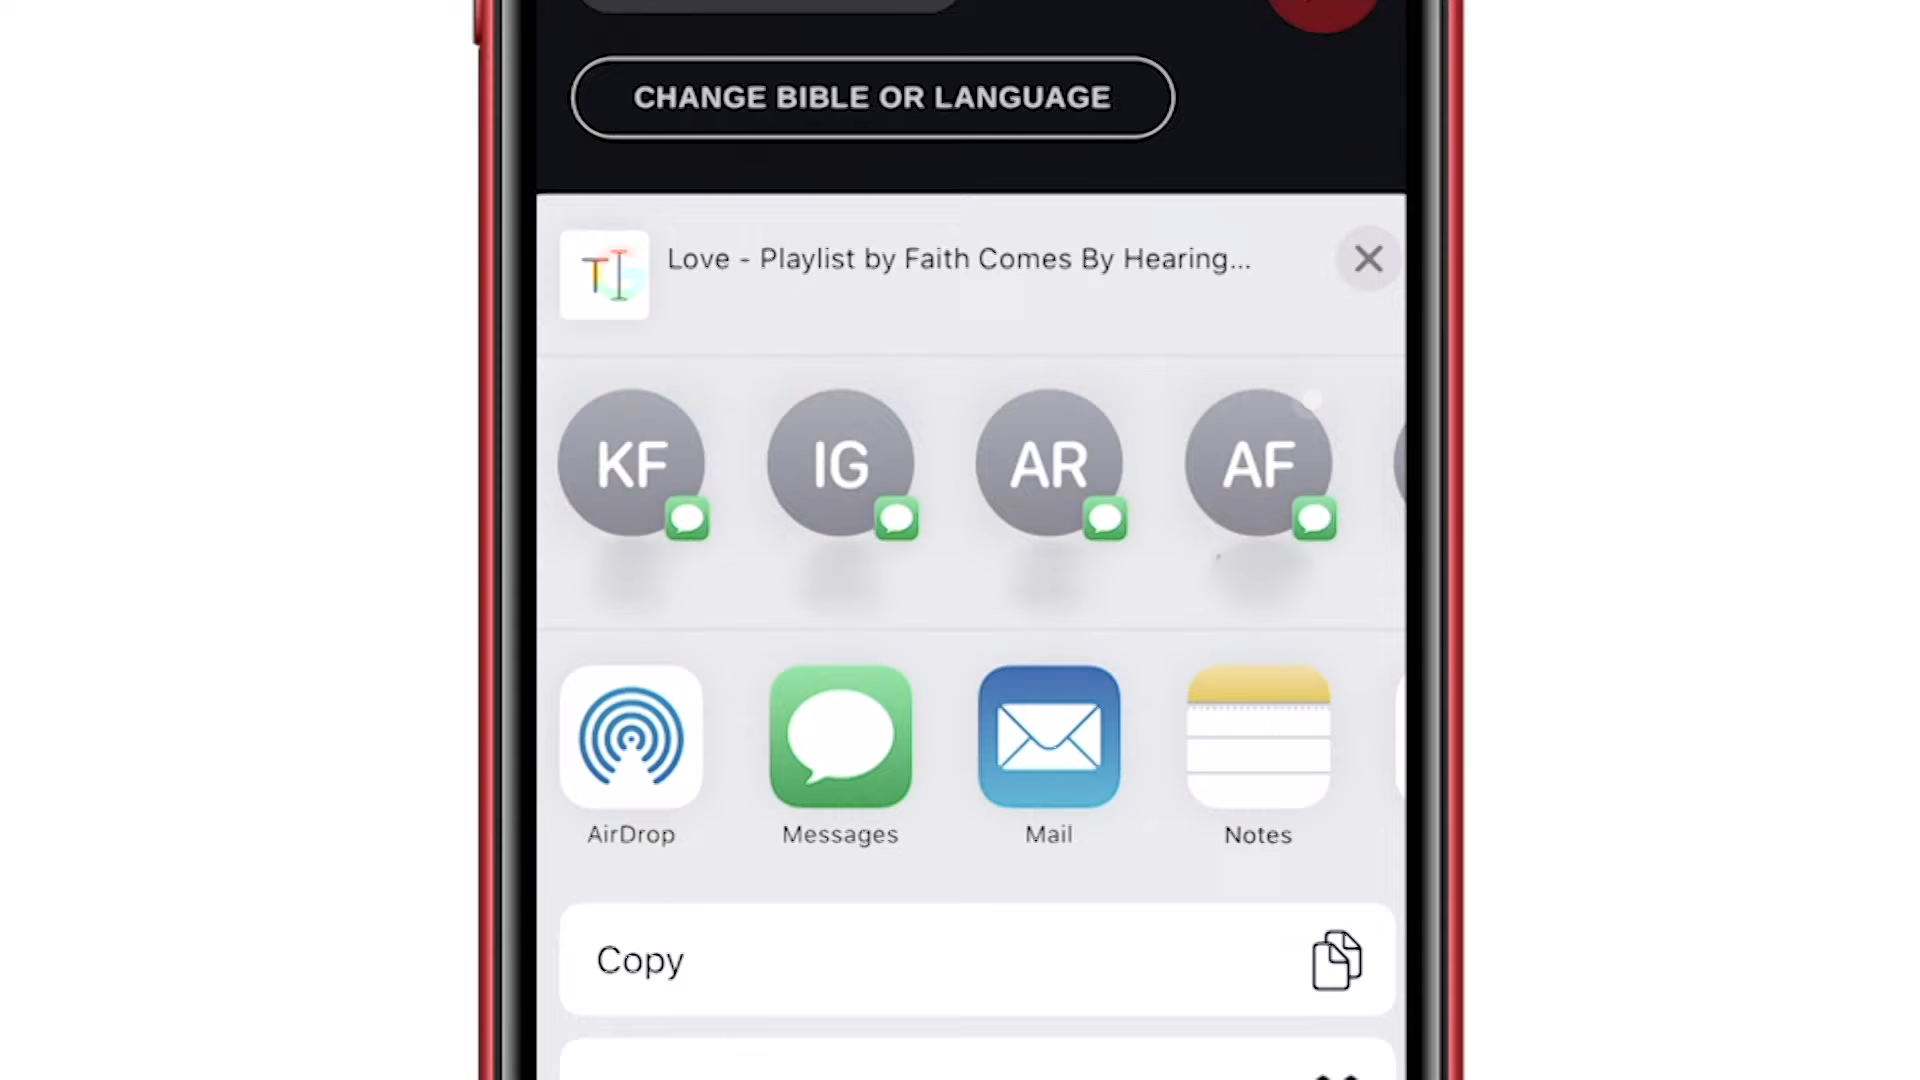 CHANGE BIBLE OR LANGUAGE
Love - Playlist by Faith Comes By Hearing...
KF
IG
AR
AF
AirDrop
Messages
Mail
Notes
Copy